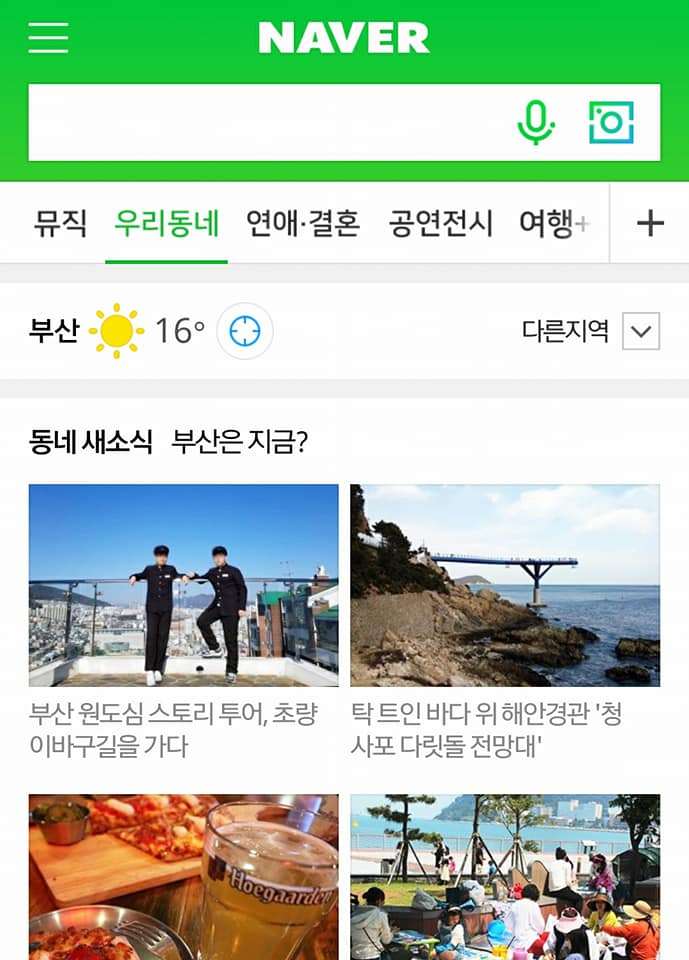 NAVER
뮤직 우리동네 연애·결혼 공연전시 여행+
부산 16° 다른지역
동네 새소식 부산은 지금?
부산 원도심 스토리 투어, 초량
이바구길을 가다
탁 트인 바다 위 해안경관 '청
사포 다릿돌 전망대'
Hoegaarden